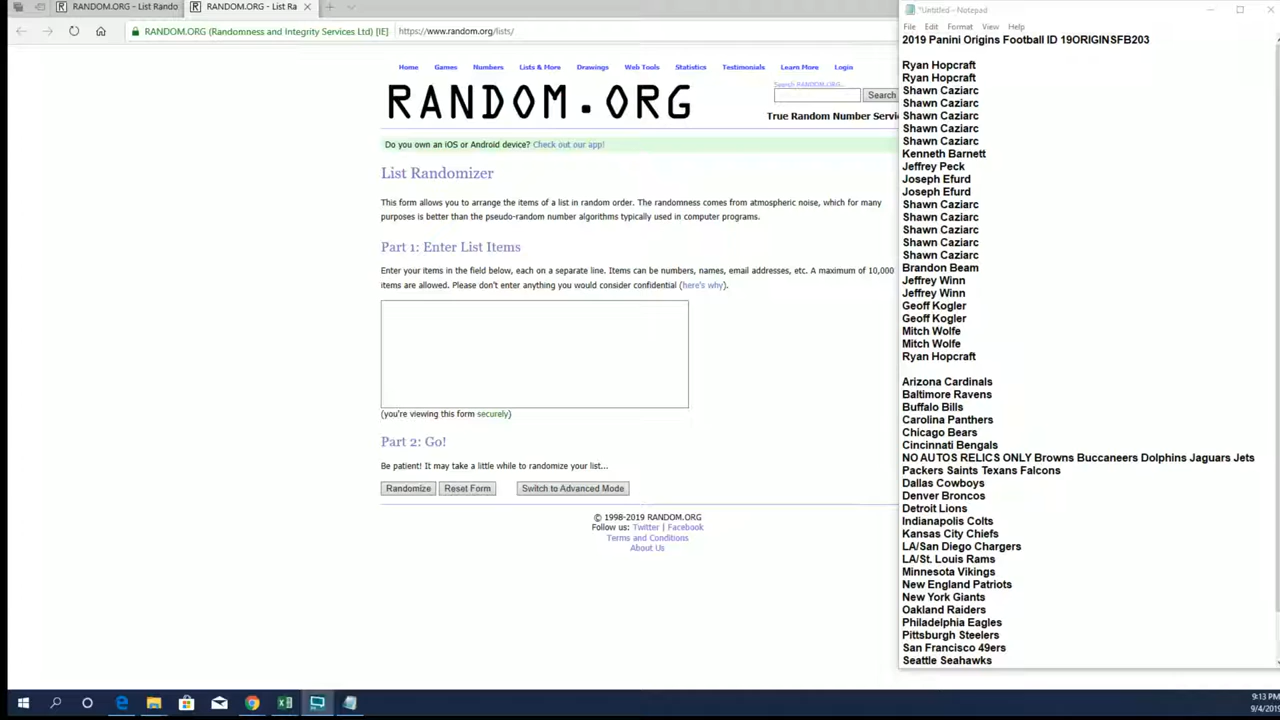 RANDOM.ORG - List Rando
RANDOM.ORG - List Ra
*Untitled - Notepad
RANDOM.ORG (Randomness and Integrity Services Ltd) [IE]
https://www.random.org/lists/
File Edit Format View Help
Home Games Numbers Lists & More Drawings Web Tools Statistics Testimonials Learn More Login
Search RANDOM.ORG...
RANDOM.ORG
Search
True Random Number Servi
Do you own an iOS or Android device? Check out our app!
List Randomizer
This form allows you to arrange the items of a list in random order. The randomness comes from atmospheric noise, which for many
purposes is better than the pseudo-random number algorithms typically used in computer programs.
Part 1: Enter List Items
Enter your items in the field below, each on a separate line. Items can be numbers, names, email addresses, etc. A maximum of 10,000
items are allowed. Please don't enter anything you would consider confidential (here's why).
(you're viewing this form securely)
Part 2: Go!
Be patient! It may take a little while to randomize your list...
Randomize Reset Form Switch to Advanced Mode
© 1998-2019 RANDOM.ORG
Follow us: Twitter | Facebook
Terms and Conditions
About Us
2019 Panini Origins Football ID 19ORIGINSFB203
Ryan Hopcraft
Ryan Hopcraft
Shawn Caziarc
Shawn Caziarc
Shawn Caziarc
Shawn Caziarc
Shawn Caziarc
Kenneth Barnett
Jeffrey Peck
Joseph Efurd
Joseph Efurd
Shawn Caziarc
Shawn Caziarc
Shawn Caziarc
Shawn Caziarc
Shawn Caziarc
Brandon Beam
Jeffrey Winn
Jeffrey Winn
Geoff Kogler
Geoff Kogler
Mitch Wolfe
Mitch Wolfe
Ryan Hopcraft
Arizona Cardinals
Baltimore Ravens
Buffalo Bills
Carolina Panthers
Chicago Bears
Cincinnati Bengals
NO AUTOS RELICS ONLY Browns Buccaneers Dolphins Jaguars Jets
Packers Saints Texans Falcons
Dallas Cowboys
Denver Broncos
Detroit Lions
Indianapolis Colts
Kansas City Chiefs
LA/San Diego Chargers
LA/St. Louis Rams
Minnesota Vikings
New England Patriots
New York Giants
Oakland Raiders
Philadelphia Eagles
Pittsburgh Steelers
San Francisco 49ers
Seattle Seahawks
9:13 PM
9/4/2019